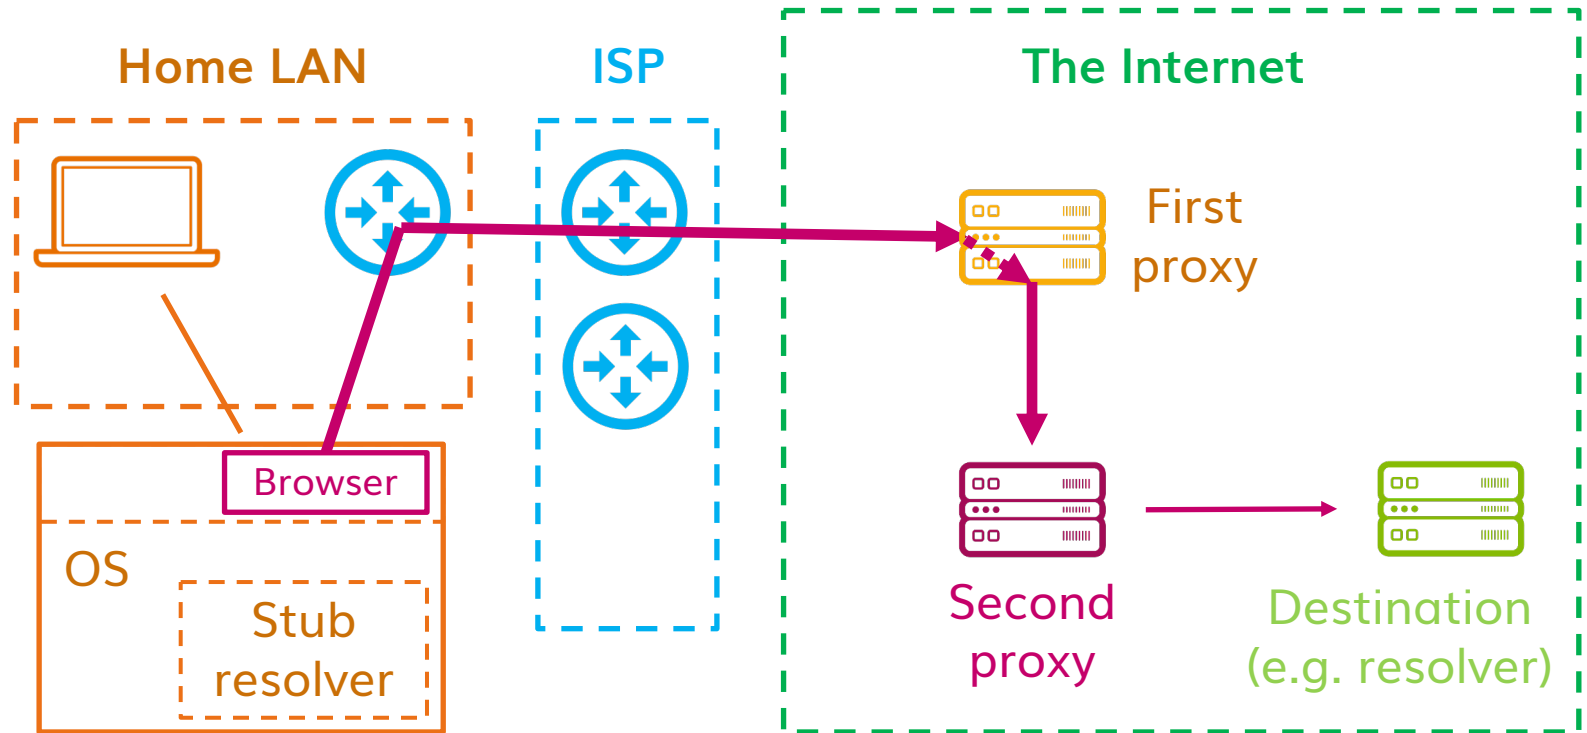 Home LAN
ISP
The Internet
First
proxy
Browser
OS
Stub
resolver
Second
proxy
Destination
(e.g. resolver)